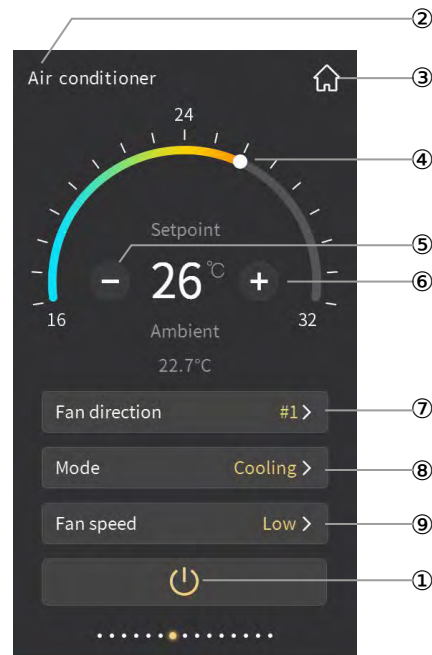 ②
Air conditioner
③
24
④
Setpoint
⑤
− 26°C +
⑥
16
32
Ambient
22.7°C
Fan direction #1 >
⑦
Mode Cooling >
⑧
Fan speed Low >
⑨
①